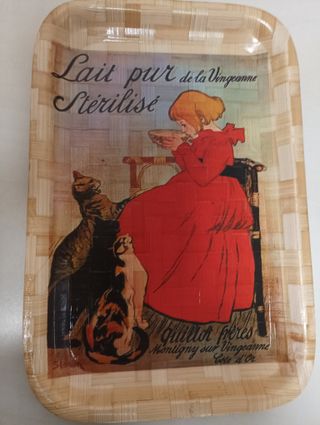 Lait pur de la Vingeanne
Stérilisé
Quillot frères
Montigny sur Vingeanne
Côte d'Or